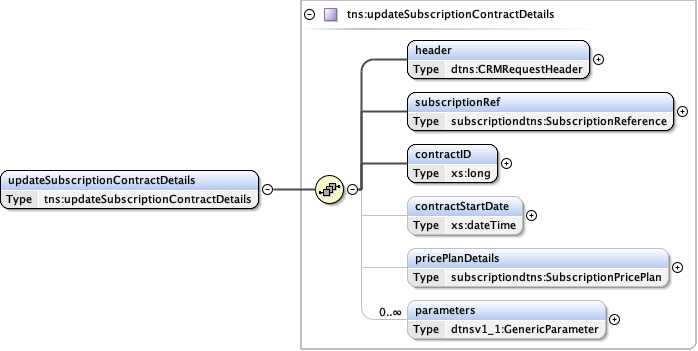 tns:updateSubscriptionContractDetails
header
Type dtns:CRMRequestHeader
subscriptionRef
Type subscriptiondtns:SubscriptionReference
contractID
Type xs:long
updateSubscriptionContractDetails
Type tns:updateSubscriptionContractDetails
contractStartDate
Type xs:dateTime
pricePlanDetails
Type subscriptiondtns:SubscriptionPricePlan
0..∞
parameters
Type dtnsv1_1:GenericParameter